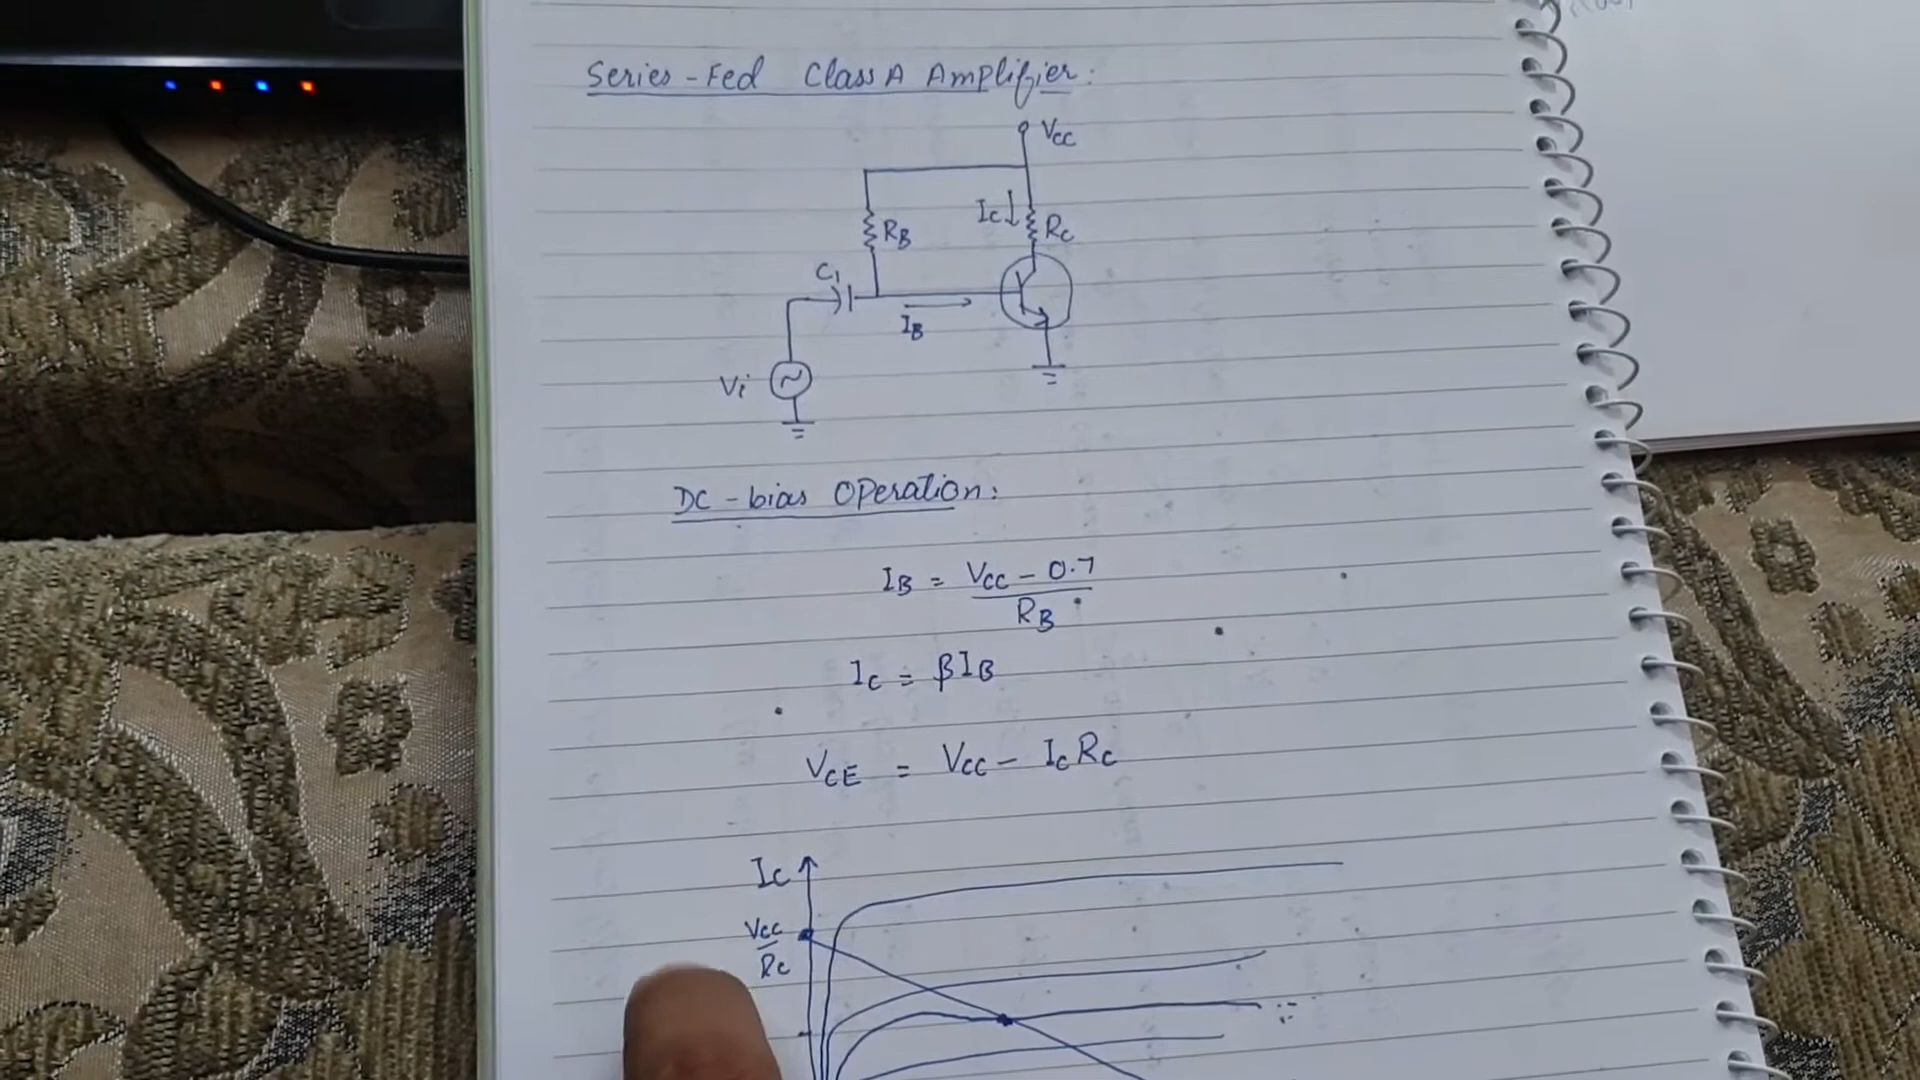 Series-Fed Class A Amplifier:
Vcc
Ic
RB
Rc
C1
IB
Vi
DC-bias Operation:
IB = Vcc - 0.7
RB
Ic = βIB
VCE = Vcc - IcRc
Ic
Vcc
Rc